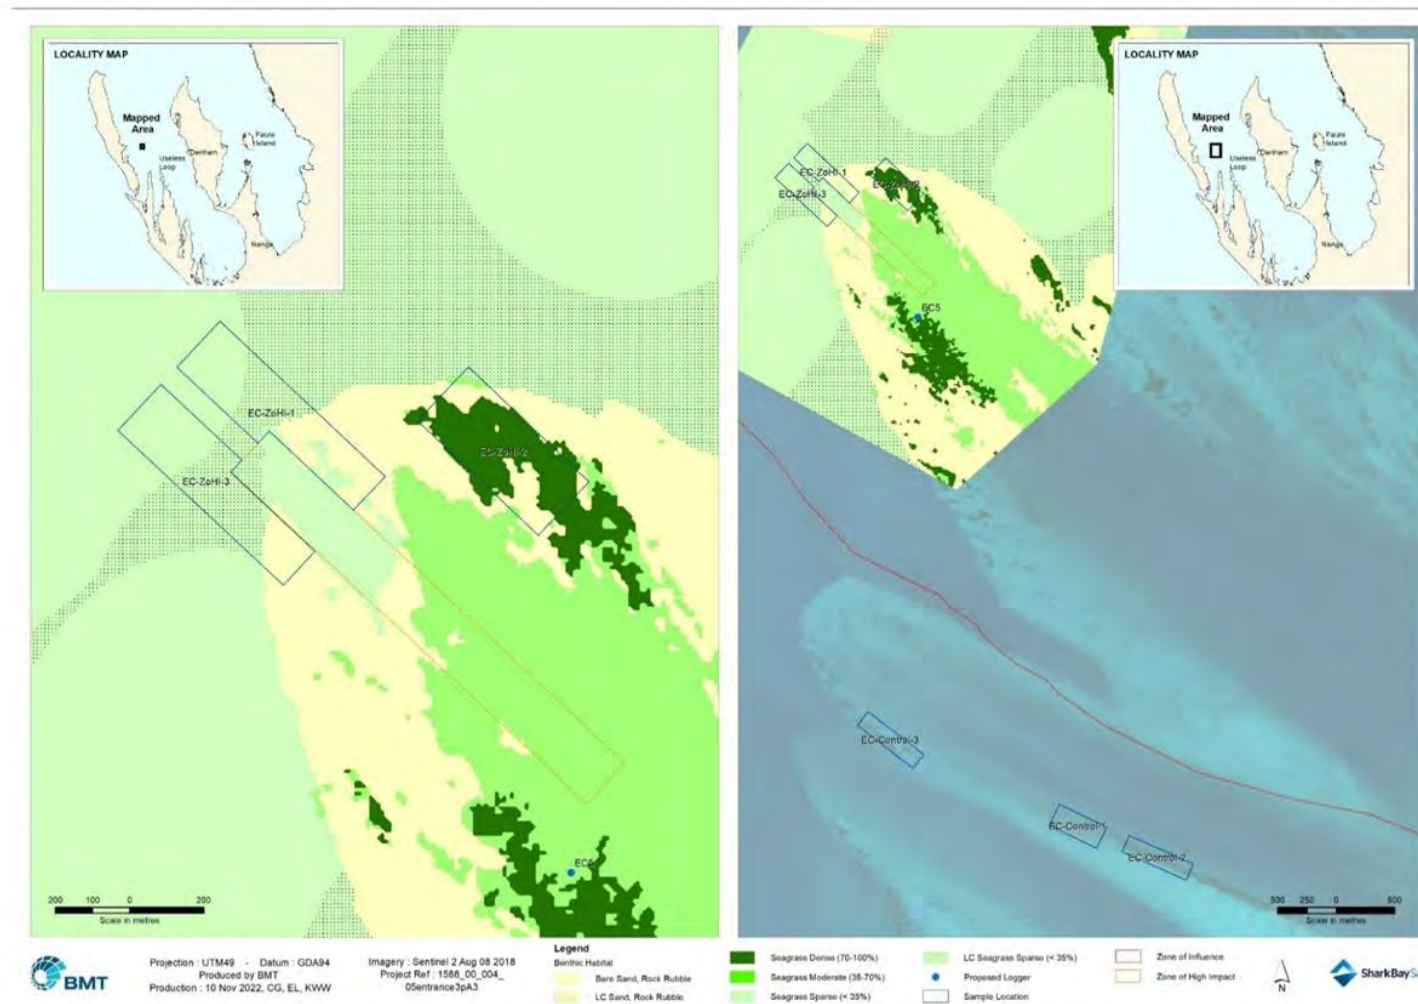 LOCALITY MAP
Mapped
Area
Useless
Loop
Denham
Faure
Island
Nanga
EC-ZoHI-1
EC-ZoHI-3
EC-ZoHI-2
EC5
200 100 0 200
Scale in metres
LOCALITY MAP
Mapped
Area
Useless
Loop
Denham
Faure
Island
Nanga
EC-ZoHI-1
EC-ZoHI-3
EC5
EC-Control-3
EC-Control-1
EC-Control-2
500 250 0 500
Scale in metres
BMT
Projection : UTM49 - Datum : GDA94
Produced by BMT
Production : 10 Nov 2022, CG, EL, KWW
Imagery : Sentinel 2 Aug 08 2018
Project Ref : 1588_00_004_
05entrance3pA3
Legend
Benthic Habitat
Bare Sand, Rock Rubble
LC Sand, Rock Rubble
Seagrass Dense (70-100%)
Seagrass Moderate (35-70%)
Seagrass Sparse (< 35%)
LC Seagrass Sparse (< 35%)
Proposed Logger
Sample Location
Zone of Influence
Zone of High Impact
N
SharkBayS